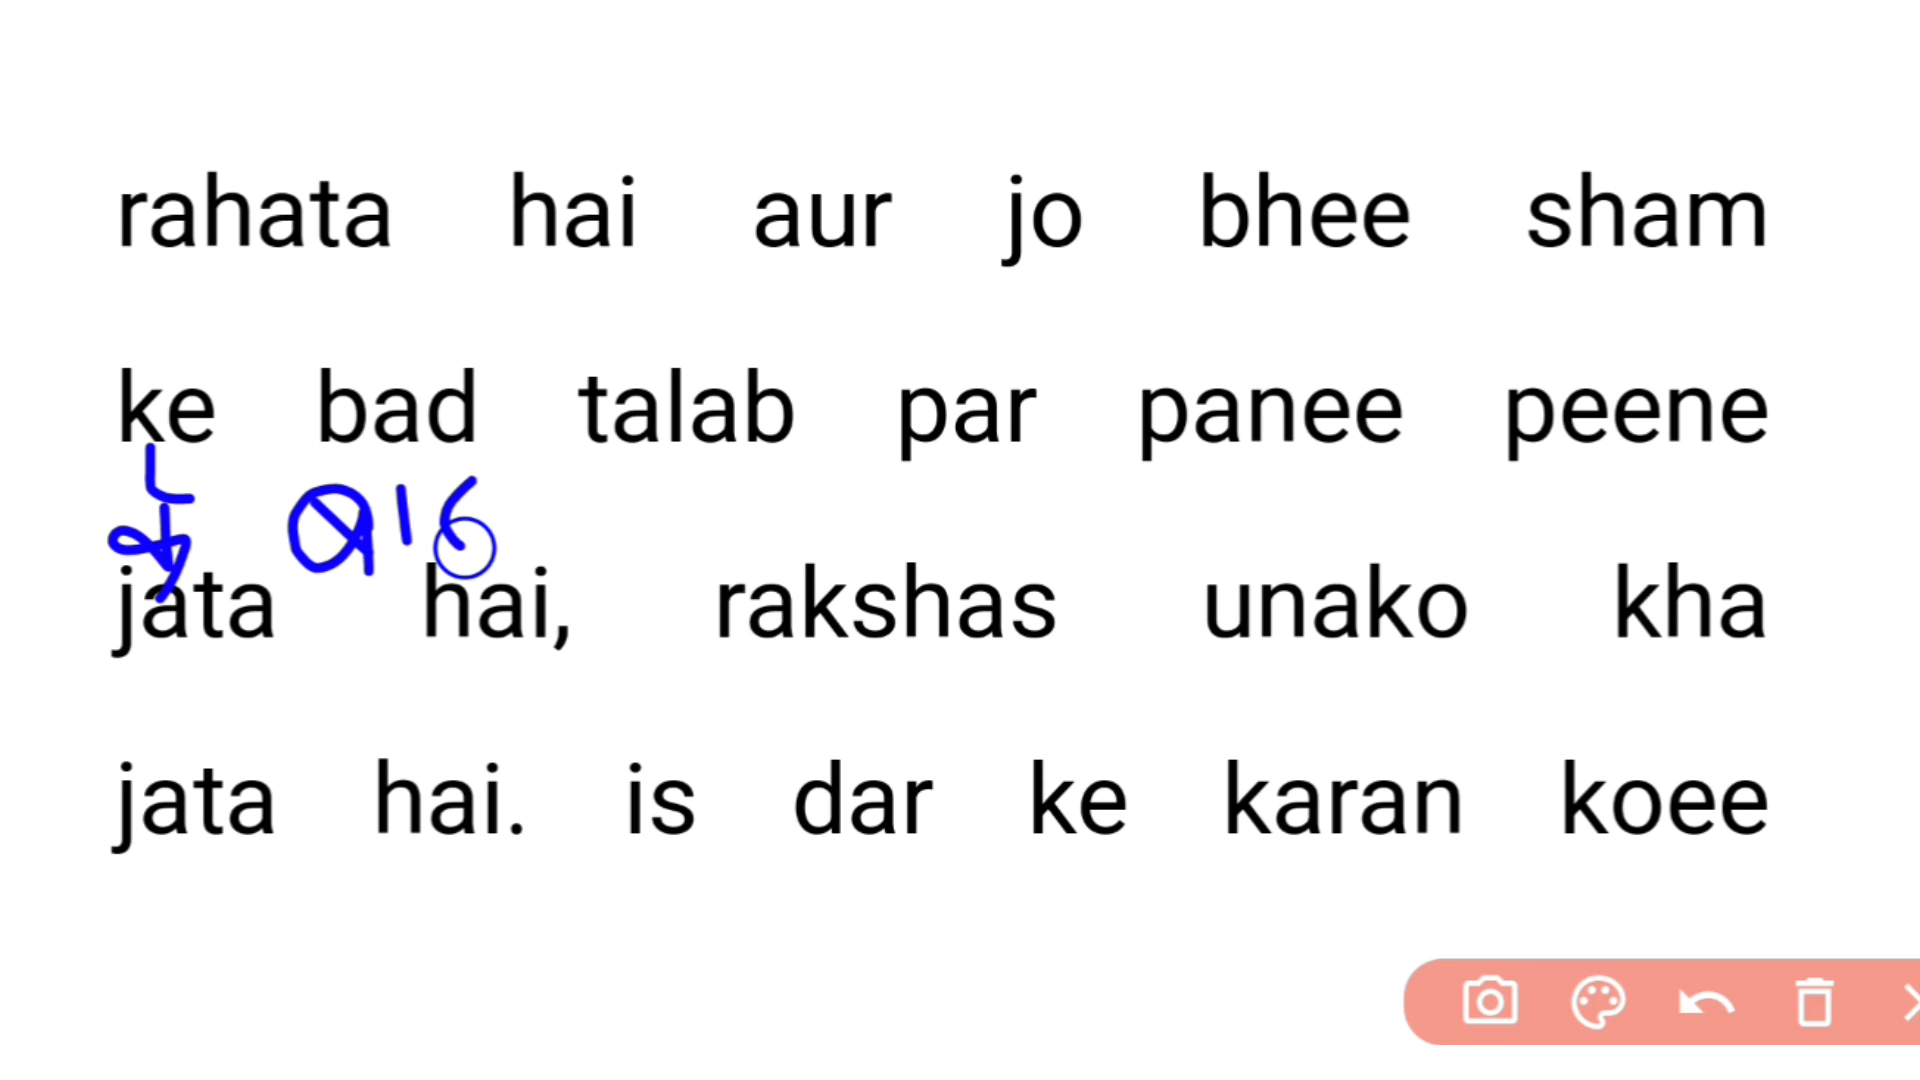 rahata hai aur jo bhee sham
ke bad talab par panee peene
jata hai, rakshas unako kha
jata hai. is dar ke karan koee